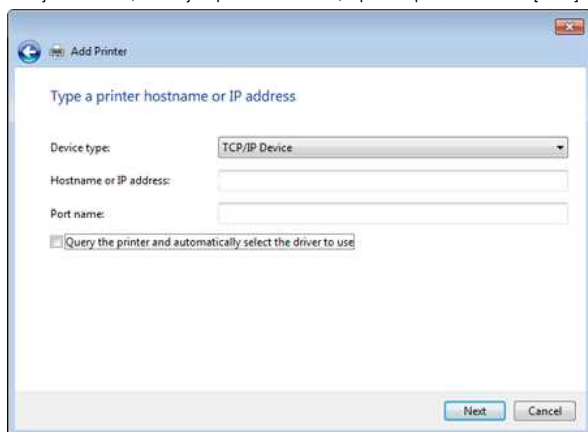 Add Printer
Type a printer hostname or IP address
Device type:
TCP/IP Device
Hostname or IP address:
Port name:
Query the printer and automatically select the driver to use
Next
Cancel